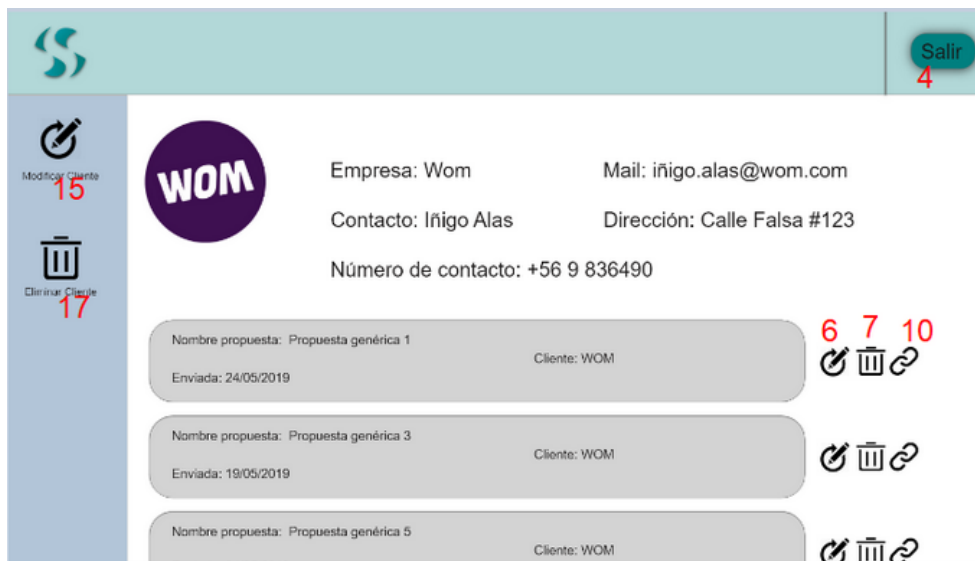 Salir
4
Modificar Cliente
15
Eliminar Cliente
17
WOM
Empresa: Wom
Mail: iñigo.alas@wom.com
Contacto: Iñigo Alas
Dirección: Calle Falsa #123
Número de contacto: +56 9 836490
6 7 10
Nombre propuesta: Propuesta genérica 1
Cliente: WOM
Enviada: 24/05/2019
Nombre propuesta: Propuesta genérica 3
Cliente: WOM
Enviada: 19/05/2019
Nombre propuesta: Propuesta genérica 5
Cliente: WOM